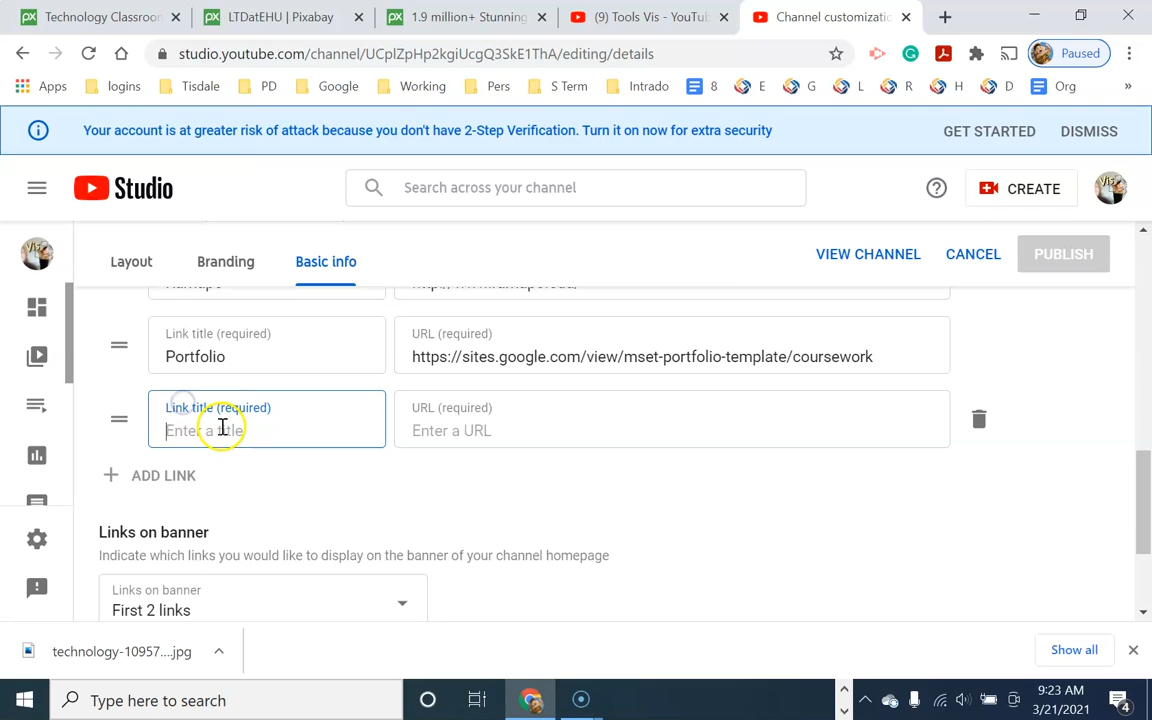 Technology Classroom
LTDatEHU | Pixabay
1.9 million+ Stunning
(9) Tools Vis - YouTube
Channel customizatio
studio.youtube.com/channel/UCplZpHp2kgiUcgQ3SkE1ThA/editing/details
Paused
Apps
logins
Tisdale
PD
Google
Working
Pers
S Term
Intrado
8
E
G
L
R
H
D
Org
»
Your account is at greater risk of attack because you don't have 2-Step Verification. Turn it on now for extra security
GET STARTED
DISMISS
Studio
Search across your channel
CREATE
Layout
Branding
Basic info
VIEW CHANNEL
CANCEL
PUBLISH
Link title (required)
Portfolio
URL (required)
https://sites.google.com/view/mset-portfolio-template/coursework
Link title (required)
Enter a title
URL (required)
Enter a URL
ADD LINK
Links on banner
Indicate which links you would like to display on the banner of your channel homepage
Links on banner
First 2 links
technology-10957....jpg
Show all
Type here to search
9:23 AM
3/21/2021
4